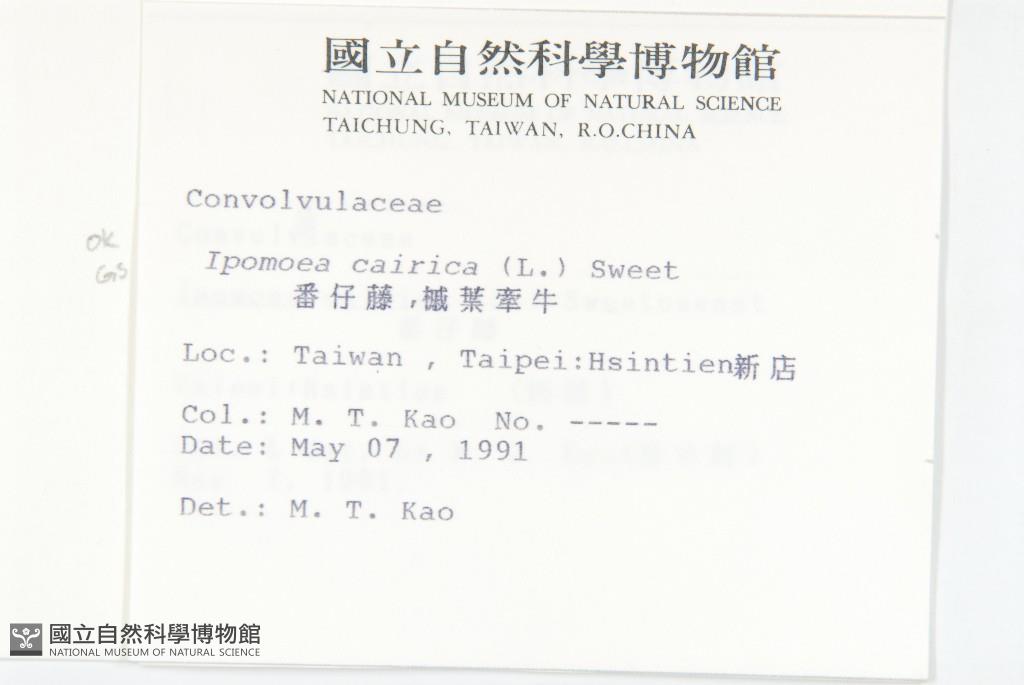 國立自然科學博物館
NATIONAL MUSEUM OF NATURAL SCIENCE
TAICHUNG, TAIWAN, R.O.CHINA
Convolvulaceae
OK
GS
Ipomoea cairica (L.) Sweet
番仔藤,槭葉牽牛
Loc.: Taiwan , Taipei:Hsintien新店
Col.: M. T. Kao No. -----
Date: May 07 , 1991
Det.: M. T. Kao
國立自然科學博物館
NATIONAL MUSEUM OF NATURAL SCIENCE